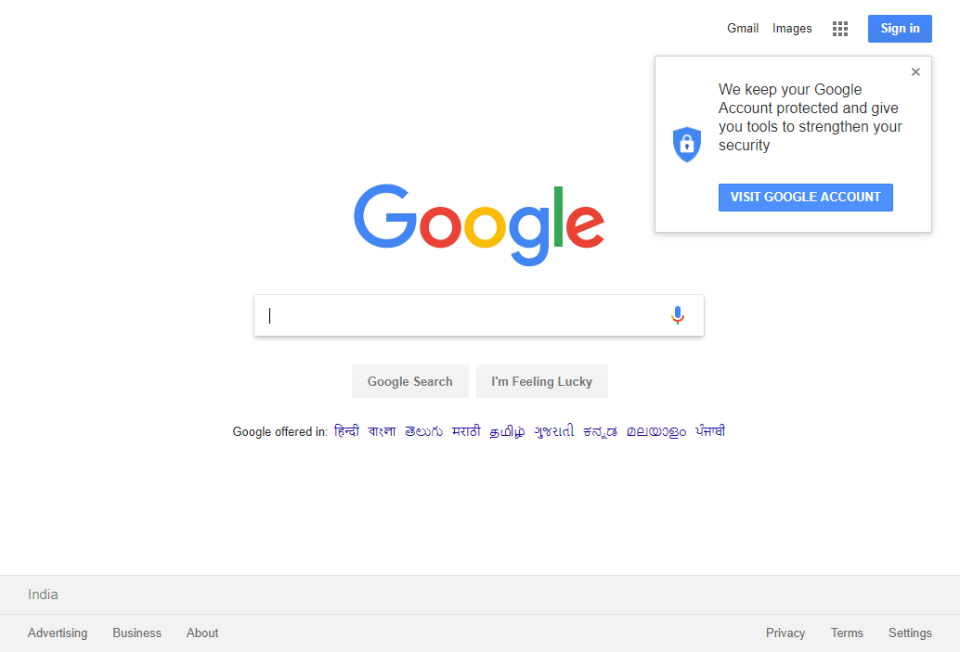 Gmail Images Sign in
We keep your Google
Account protected and give
you tools to strengthen your
security
VISIT GOOGLE ACCOUNT
Google
Google Search I'm Feeling Lucky
Google offered in: हिन्दी বাংলা తెలుగు मराठी தமிழ் ગુજરાતી ಕನ್ನಡ മലയാളം ਪੰਜਾਬੀ
India
Advertising Business About Privacy Terms Settings